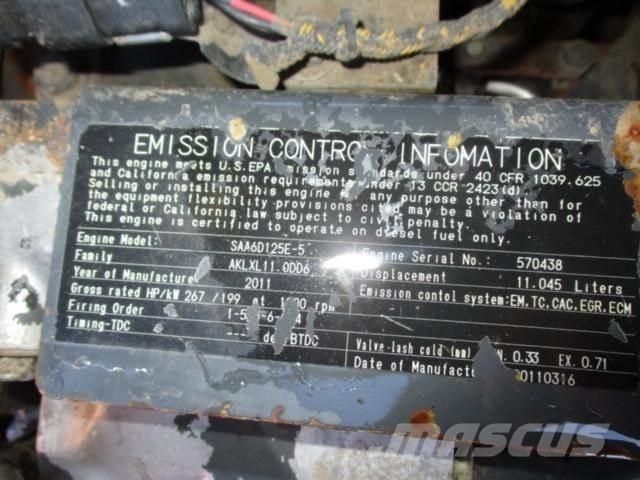 EMISSION CONTROL INFOMATION
This engine meets U.S.EPA emission standards under 40 CFR 1039.625
and California emission requirements under 13 CCR 2423(d).
Selling or installing this engine for any purpose other than for
the equipment flexibility provisions cited may be a violation of
federal or California law subject to civil penalty.
This engine is certified to operate on diesel fuel only.
Engine Model: SAA6D125E-5 Engine Serial No: 570438
Family AKLXL11.0DD6 Displacement 11.045 Liters
Year of Manufacture 2011 Emission contol system: EM,TC,CAC,EGR,ECM
Gross rated HP/kW 267/199 at rpm
Firing Order
Timing-TDC BTDC Valve-lash cold (mm) 0.33 EX. 0.71
Date of Manufacture 0110316
MASCUS